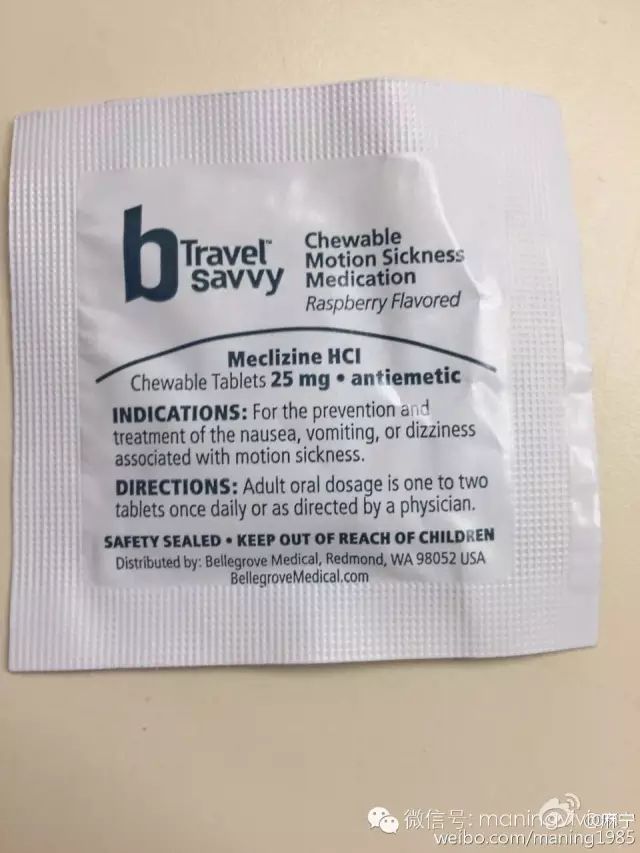 b Travel™ savvy
Chewable
Motion Sickness
Medication
Raspberry Flavored
Meclizine HCl
Chewable Tablets 25 mg • antiemetic
INDICATIONS: For the prevention and
treatment of the nausea, vomiting, or dizziness
associated with motion sickness.
DIRECTIONS: Adult oral dosage is one to two
tablets once daily or as directed by a physician.
SAFETY SEALED • KEEP OUT OF REACH OF CHILDREN
Distributed by: Bellegrove Medical, Redmond, WA 98052 USA
BellegroveMedical.com
微信号:
@麻宁
weibo.com/maning1985